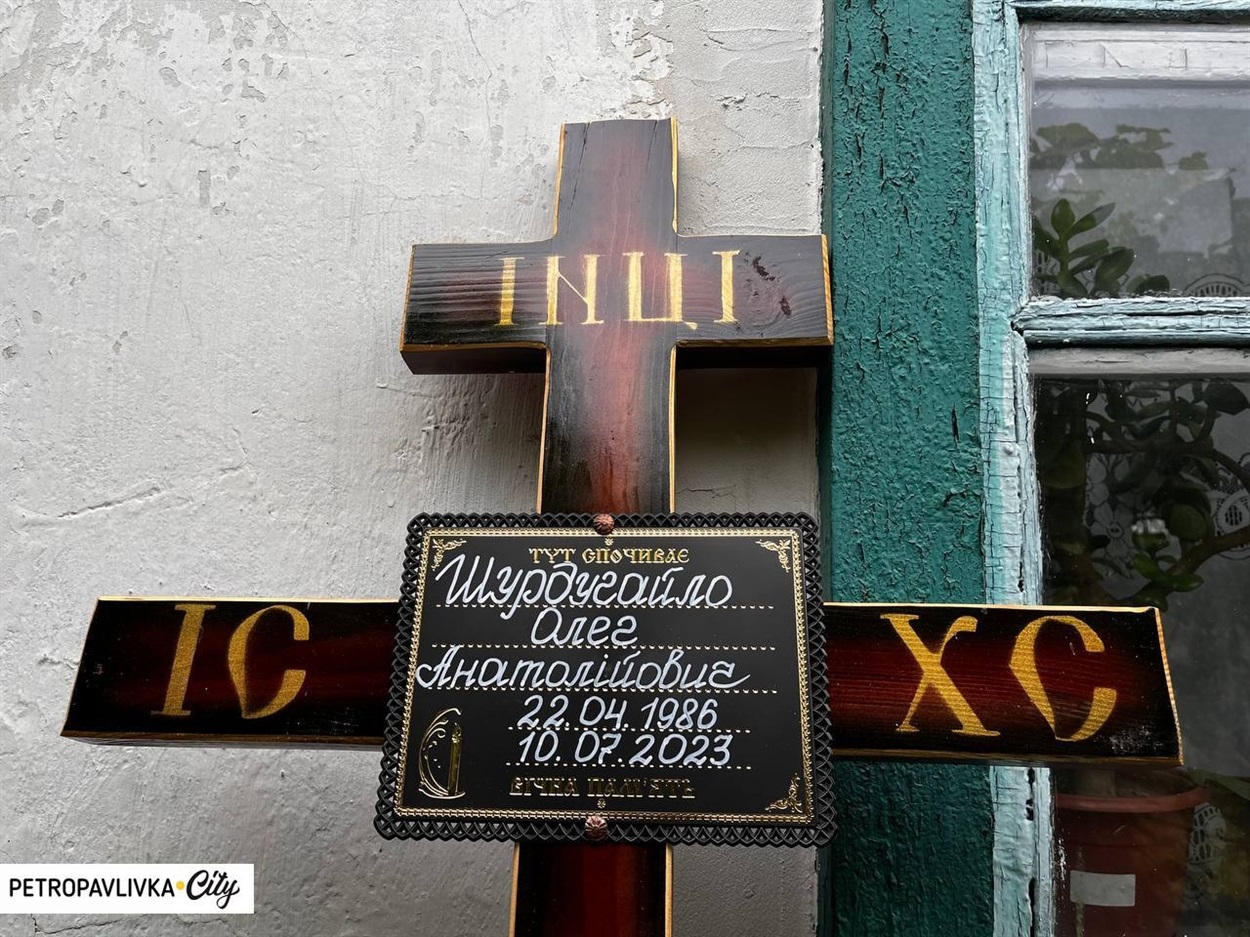 ІНЦІ
ТУТ СПОЧИВАЄ
Шурдугайло
Олег
Анатолійович
22.04.1986
10.07.2023
ВІЧНА ПАМ'ЯТЬ
ІС ХС
PETROPAVLIVKA City